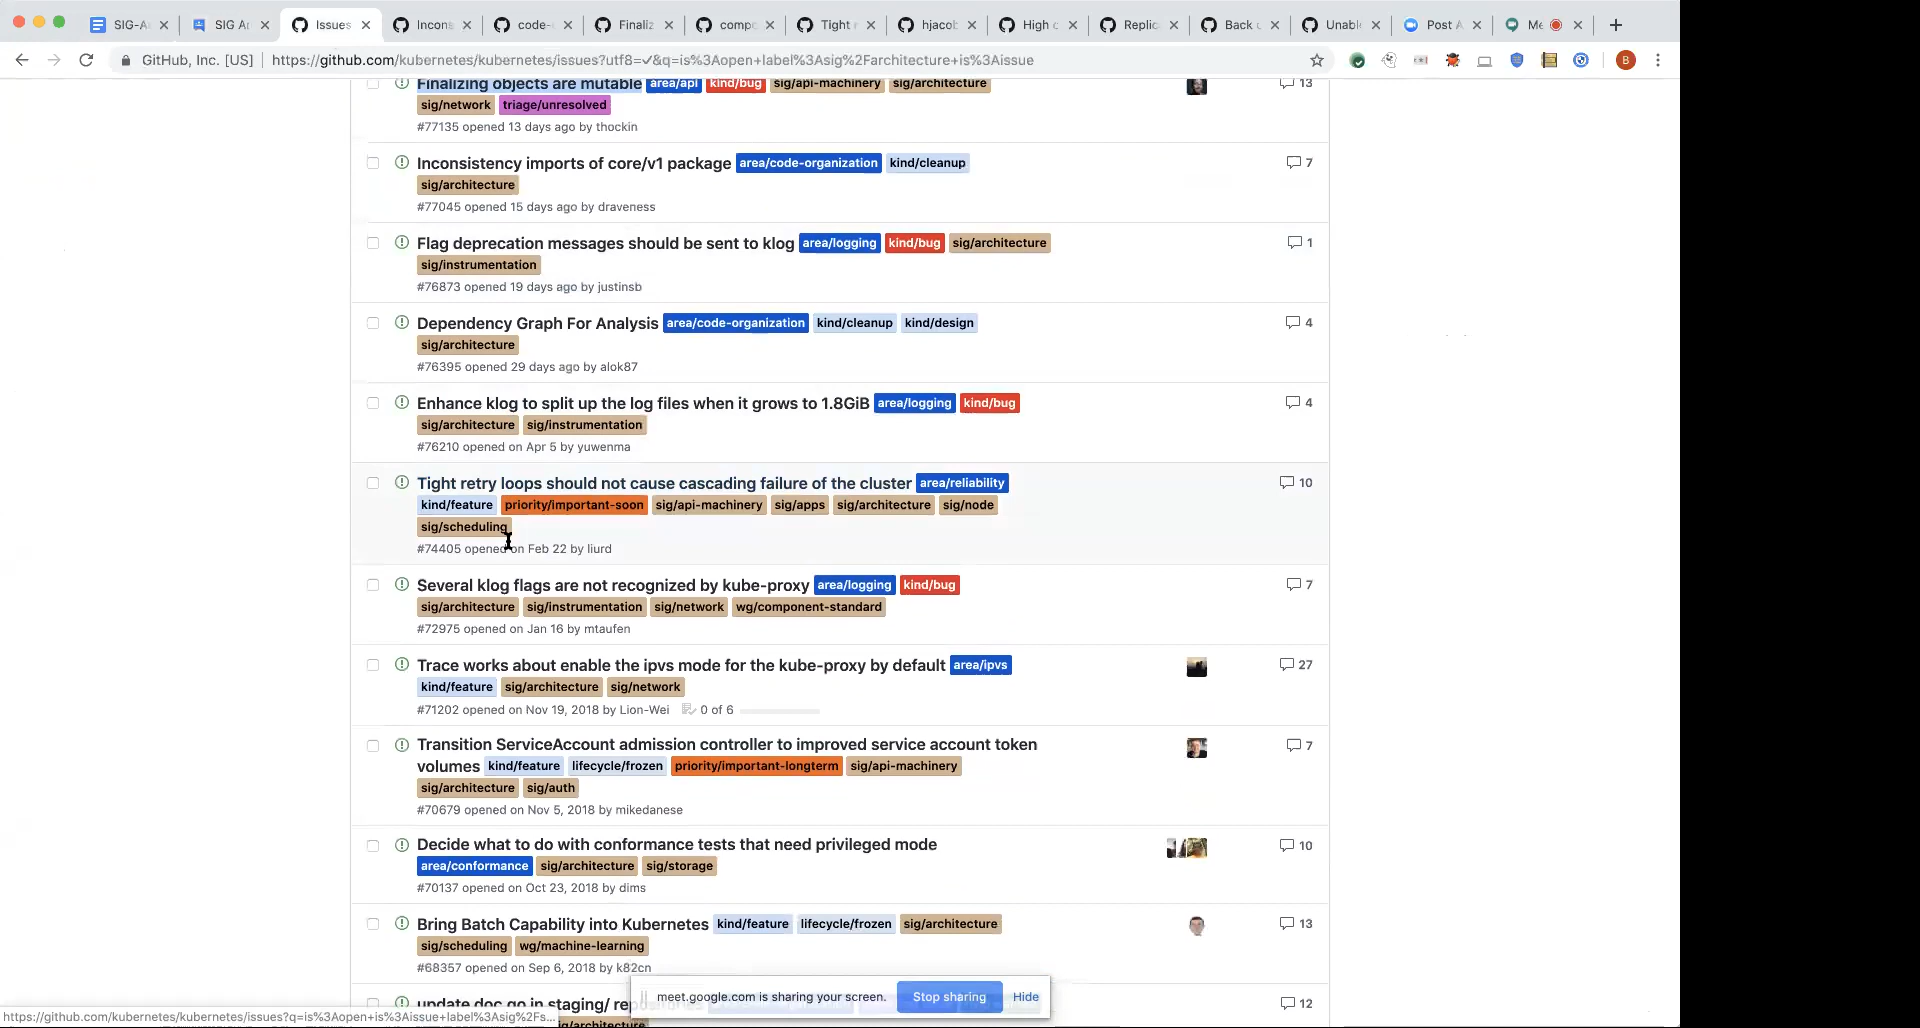 SIG-A
SIG Ar
Issues
Incons
code-
Finaliz
compo
Tight r
hjacob
High c
Replic
Back o
Unabl
Post A
Me
GitHub, Inc. [US]
https://github.com/kubernetes/kubernetes/issues?utf8=✓&q=is%3Aopen+label%3Asig%2Farchitecture+is%3Aissue
B
Finalizing objects are mutable area/api kind/bug sig/api-machinery sig/architecture 13
sig/network triage/unresolved
#77135 opened 13 days ago by thockin
Inconsistency imports of core/v1 package area/code-organization kind/cleanup 7
sig/architecture
#77045 opened 15 days ago by draveness
Flag deprecation messages should be sent to klog area/logging kind/bug sig/architecture 1
sig/instrumentation
#76873 opened 19 days ago by justinsb
Dependency Graph For Analysis area/code-organization kind/cleanup kind/design 4
sig/architecture
#76395 opened 29 days ago by alok87
Enhance klog to split up the log files when it grows to 1.8GiB area/logging kind/bug 4
sig/architecture sig/instrumentation
#76210 opened on Apr 5 by yuwenma
Tight retry loops should not cause cascading failure of the cluster area/reliability 10
kind/feature priority/important-soon sig/api-machinery sig/apps sig/architecture sig/node
sig/scheduling
#74405 opened on Feb 22 by liurd
Several klog flags are not recognized by kube-proxy area/logging kind/bug 7
sig/architecture sig/instrumentation sig/network wg/component-standard
#72975 opened on Jan 16 by mtaufen
Trace works about enable the ipvs mode for the kube-proxy by default area/ipvs 27
kind/feature sig/architecture sig/network
#71202 opened on Nov 19, 2018 by Lion-Wei 0 of 6
Transition ServiceAccount admission controller to improved service account token 7
volumes kind/feature lifecycle/frozen priority/important-longterm sig/api-machinery
sig/architecture sig/auth
#70679 opened on Nov 5, 2018 by mikedanese
Decide what to do with conformance tests that need privileged mode 10
area/conformance sig/architecture sig/storage
#70137 opened on Oct 23, 2018 by dims
Bring Batch Capability into Kubernetes kind/feature lifecycle/frozen sig/architecture 13
sig/scheduling wg/machine-learning
#68357 opened on Sep 6, 2018 by k82cn
meet.google.com is sharing your screen. Stop sharing Hide
update doc.go in staging/ 12
https://github.com/kubernetes/kubernetes/issues?q=is%3Aopen+is%3Aissue+label%3Asig%2Fs... sig/architecture